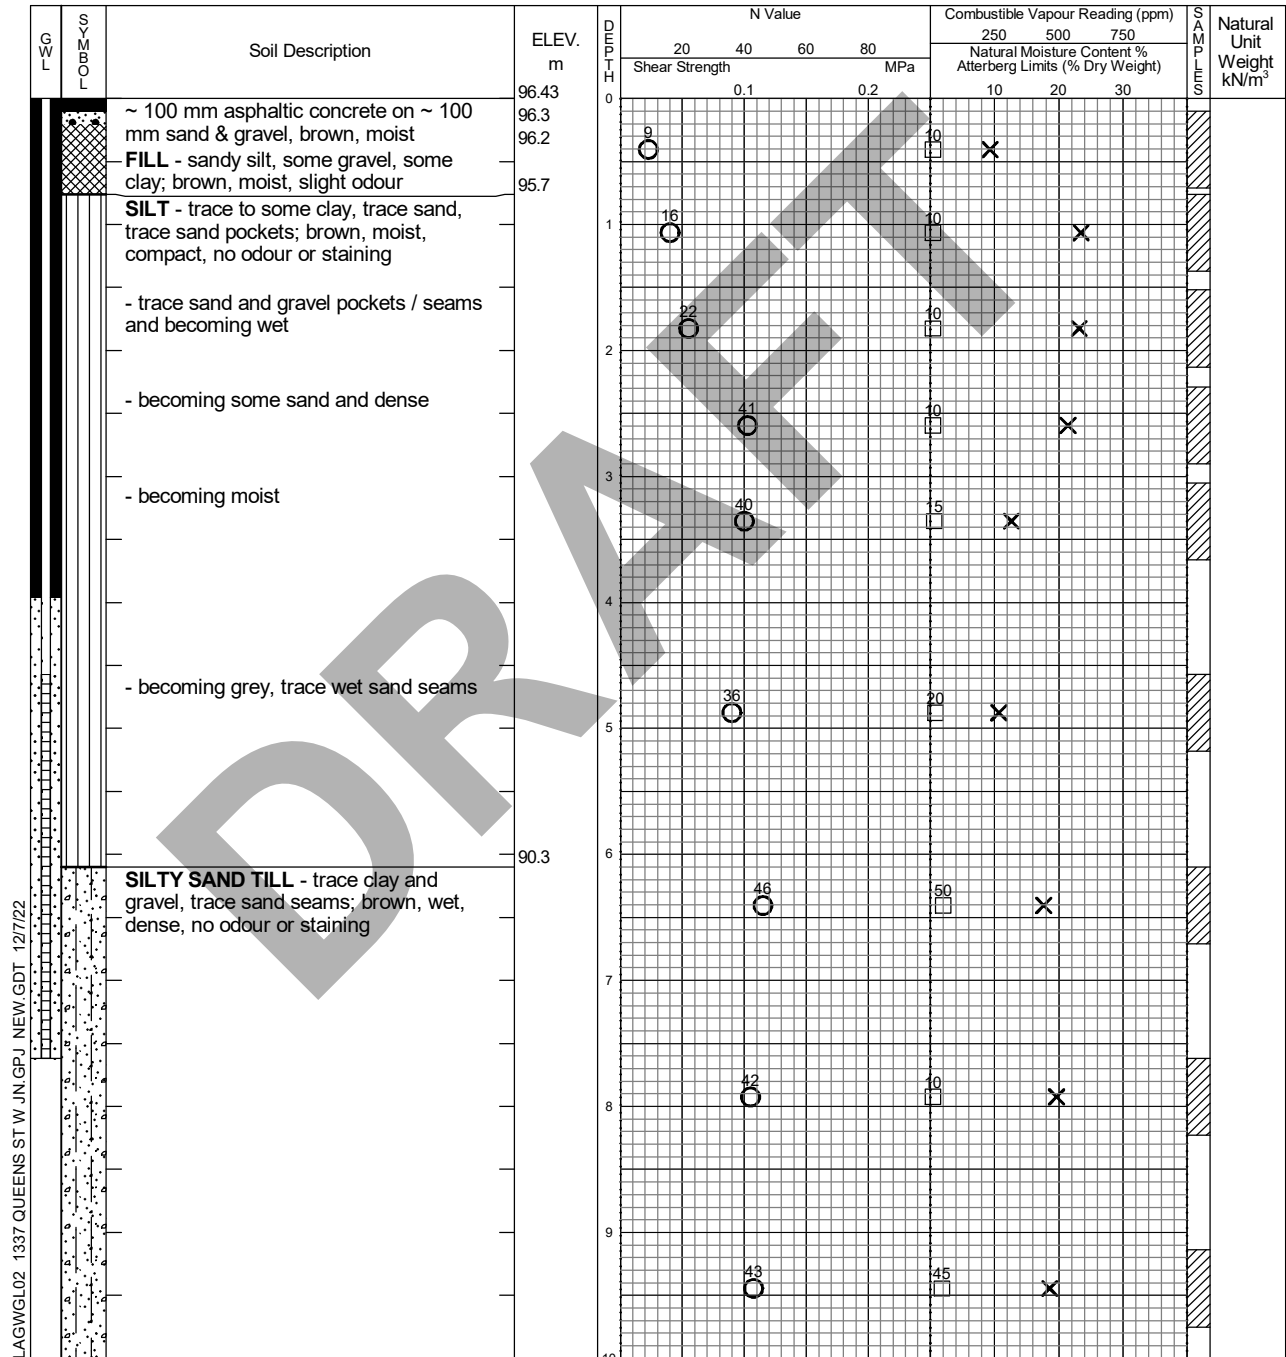 GWL
SYMBOL
Soil Description
ELEV.
m
DEPTH
N Value
20 40 60 80
Shear Strength MPa
0.1 0.2
Combustible Vapour Reading (ppm)
250 500 750
Natural Moisture Content %
Atterberg Limits (% Dry Weight)
10 20 30
SAMPLES
Natural
Unit
Weight
kN/m³
96.43
0
~ 100 mm asphaltic concrete on ~ 100
96.3
mm sand & gravel, brown, moist
96.2
9 10
FILL - sandy silt, some gravel, some
clay; brown, moist, slight odour
95.7
SILT - trace to some clay, trace sand,
trace sand pockets; brown, moist,
compact, no odour or staining
16 10
1
- trace sand and gravel pockets / seams
and becoming wet
22 10
2
- becoming some sand and dense
41 10
3
- becoming moist
40 15
4
- becoming grey, trace wet sand seams
36 20
5
6
90.3
SILTY SAND TILL - trace clay and
gravel, trace sand seams; brown, wet,
dense, no odour or staining
46 50
7
42 10
8
9
43 45
10
DRAFT
LAGWGL02 1337 QUEENS ST W JN.GPJ NEW.GDT 12/7/22